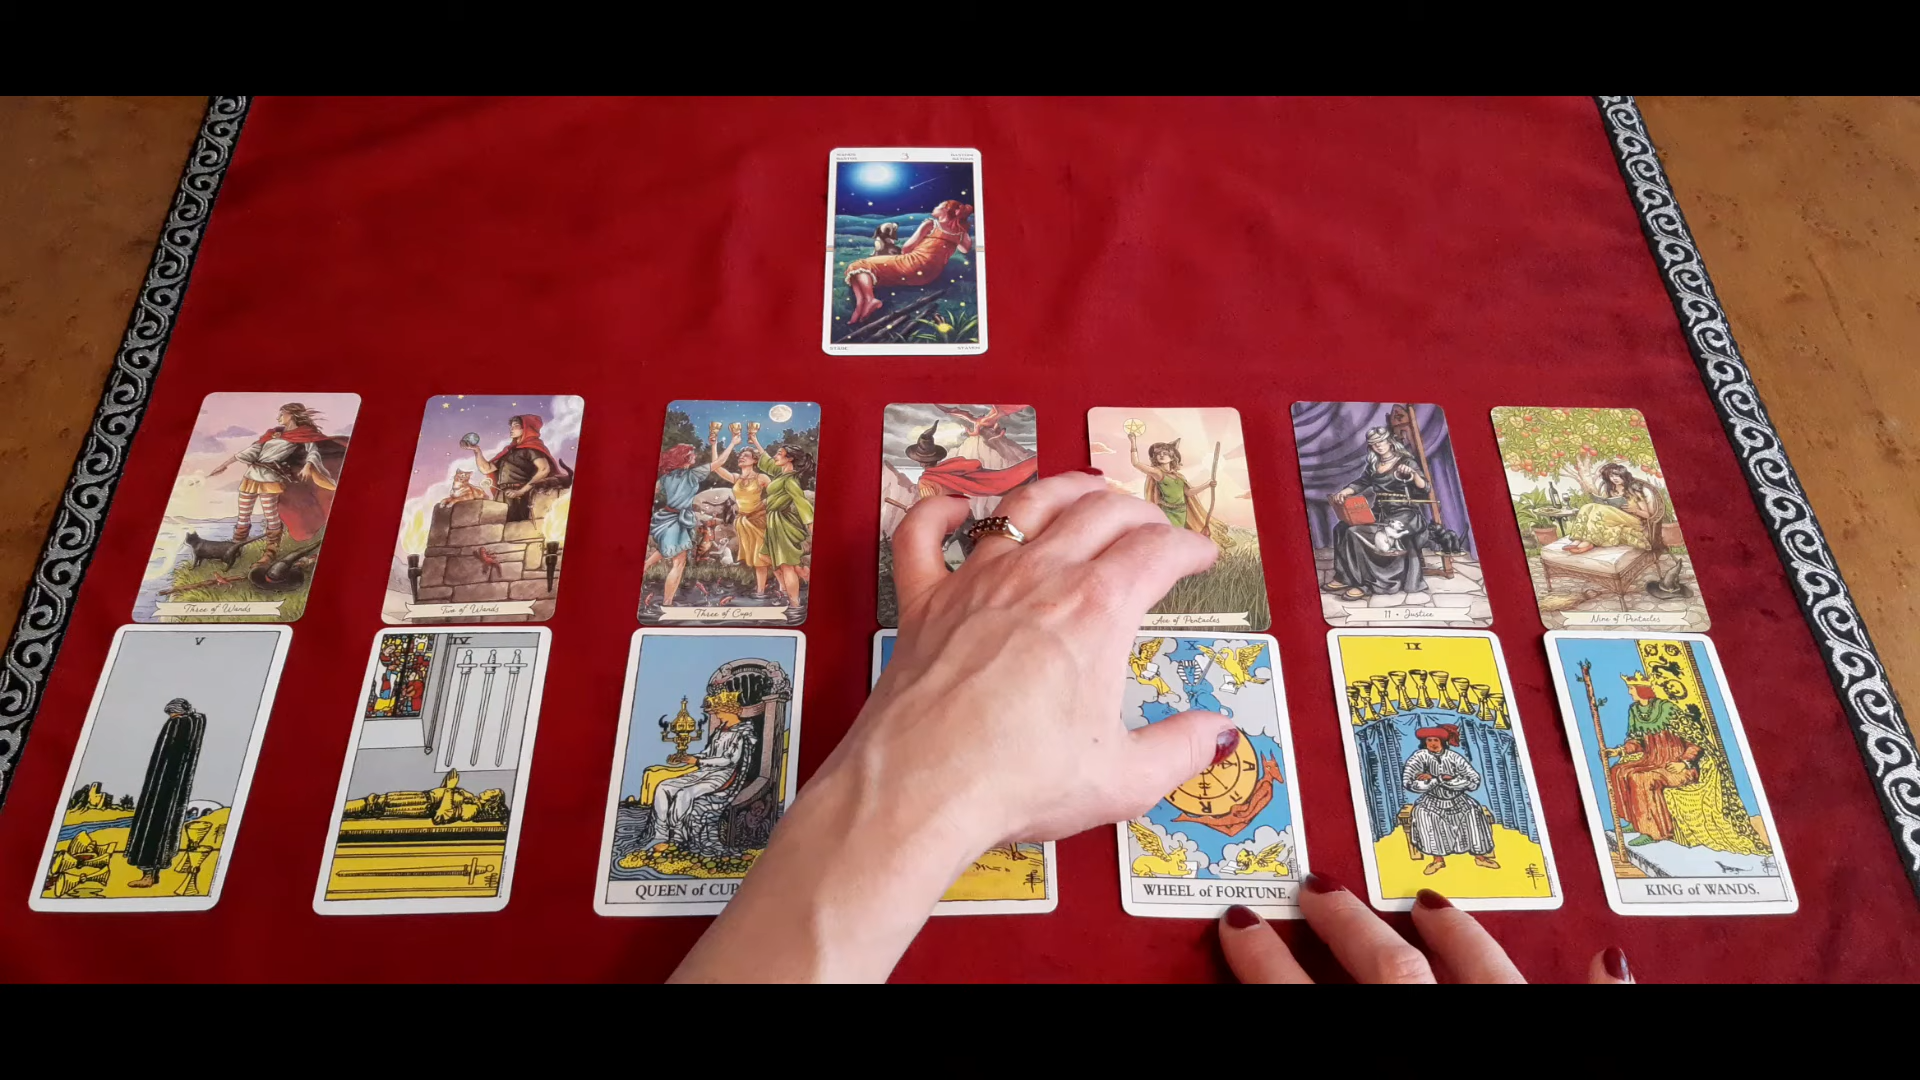 Three of Wands
Two of Wands
Three of Cups
Ace of Pentacles
11 • Justice
Nine of Pentacles
V
IV
X
IX
QUEEN of CUP
WHEEL of FORTUNE.
KING of WANDS.